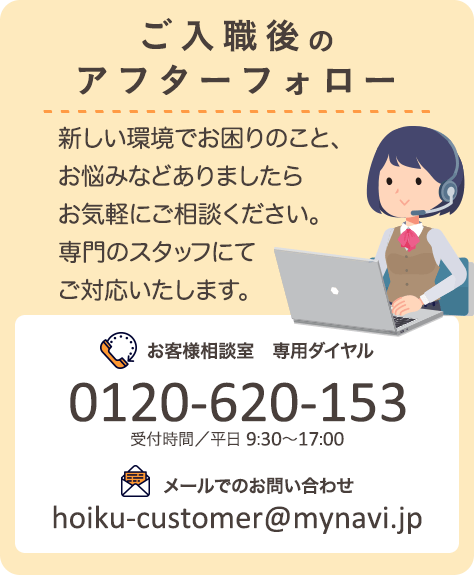 ご入職後の
アフターフォロー
新しい環境でお困りのこと、
お悩みなどありましたら
お気軽にご相談ください。
専門のスタッフにて
ご対応いたします。
お客様相談室　専用ダイヤル
0120-620-153
受付時間／平日 9:30〜17:00
メールでのお問い合わせ
hoiku-customer@mynavi.jp